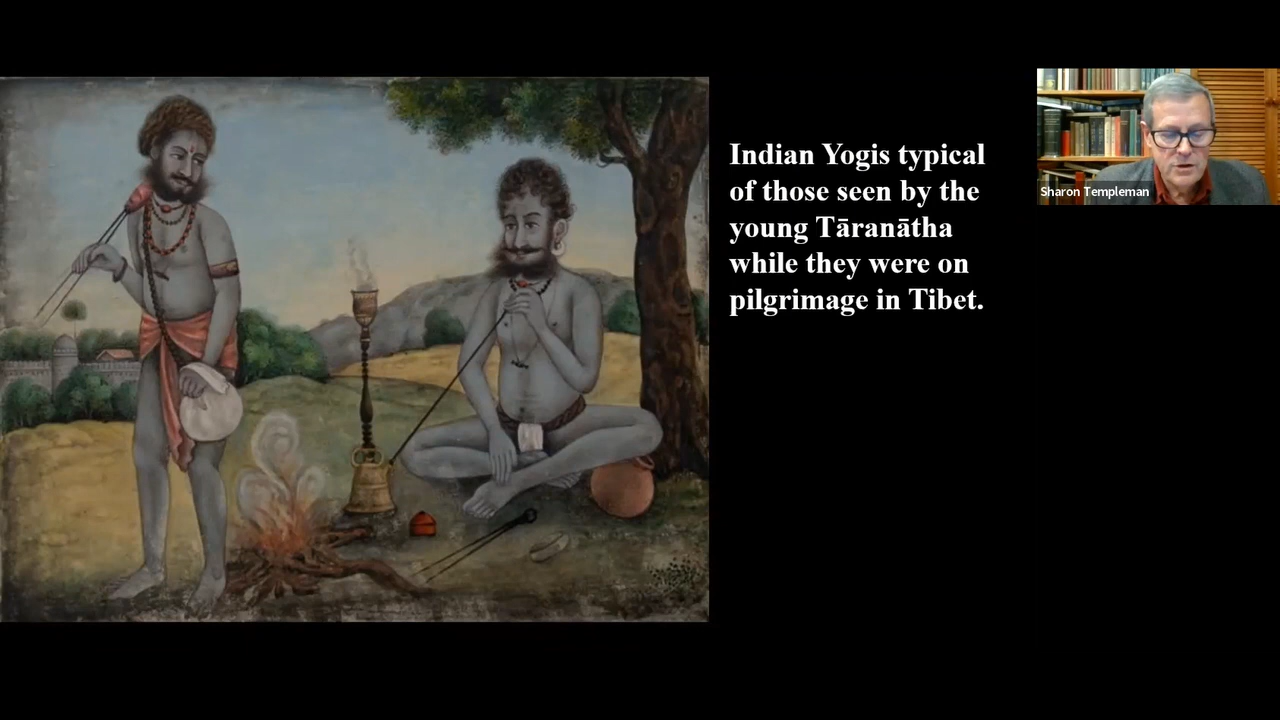 Indian Yogis typical
of those seen by the
young Tāranātha
while they were on
pilgrimage in Tibet.
Sharon Templeman